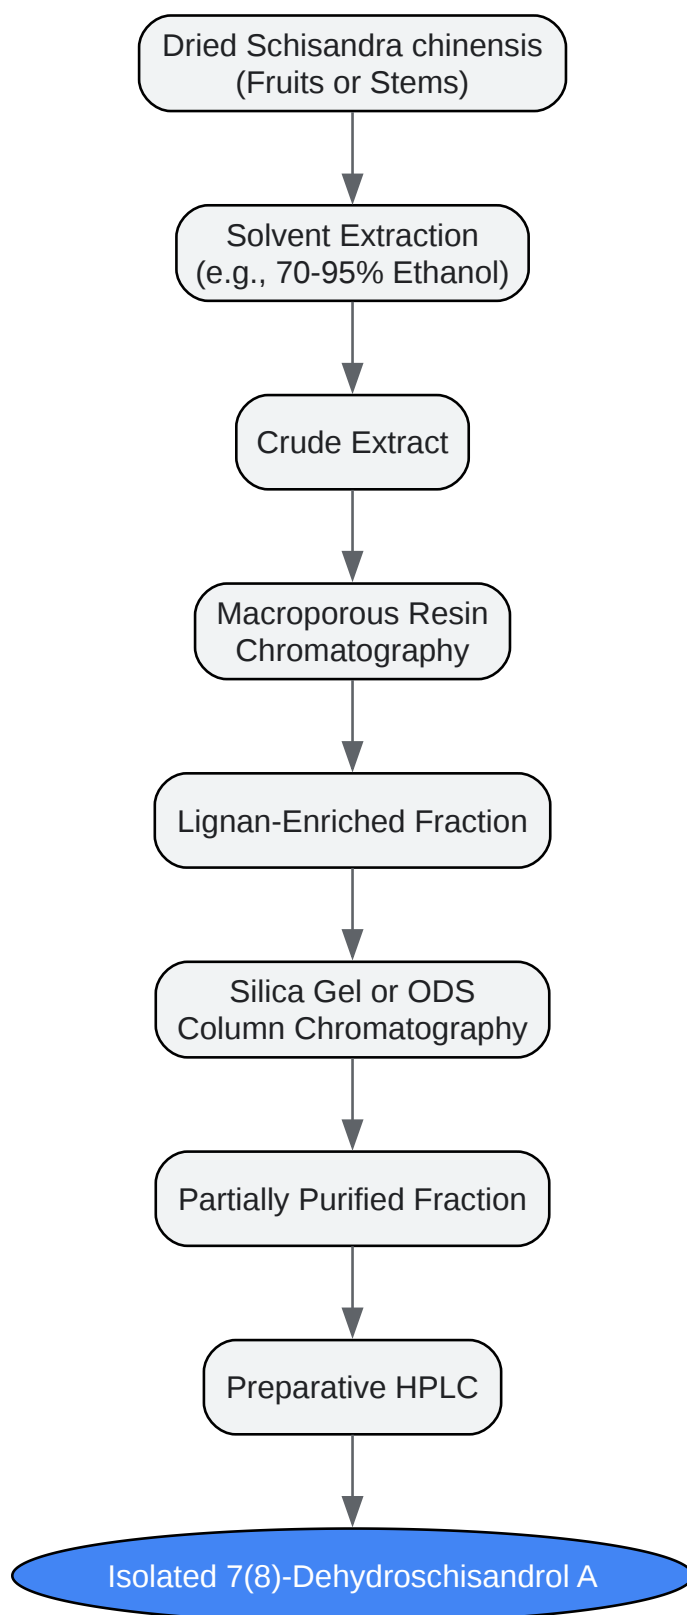 Dried Schisandra chinensis
(Fruits or Stems)
Solvent Extraction
(e.g., 70-95% Ethanol)
Crude Extract
Macroporous Resin
Chromatography
Lignan-Enriched Fraction
Silica Gel or ODS
Column Chromatography
Partially Purified Fraction
Preparative HPLC
Isolated 7(8)-Dehydroschisandrol A